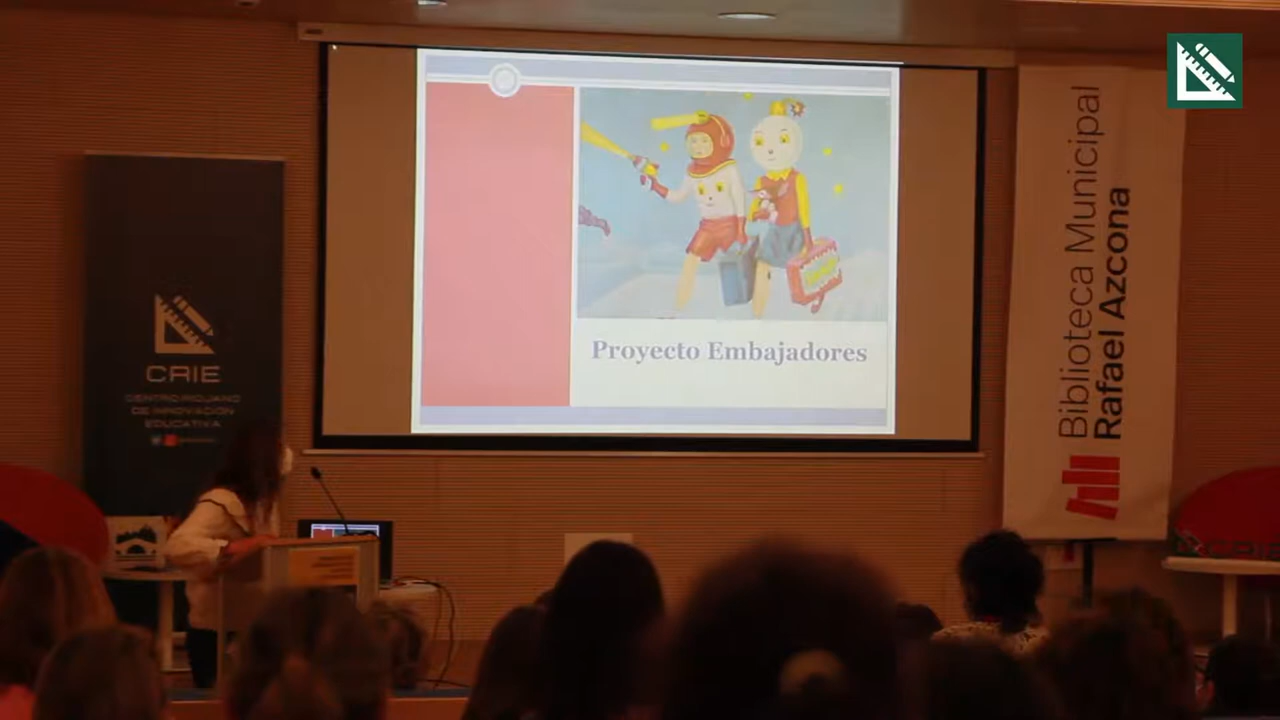 Proyecto Embajadores
CRIE
CENTRO RIOJANO
DE INNOVACIÓN
EDUCATIVA
Biblioteca Municipal
Rafael Azcona